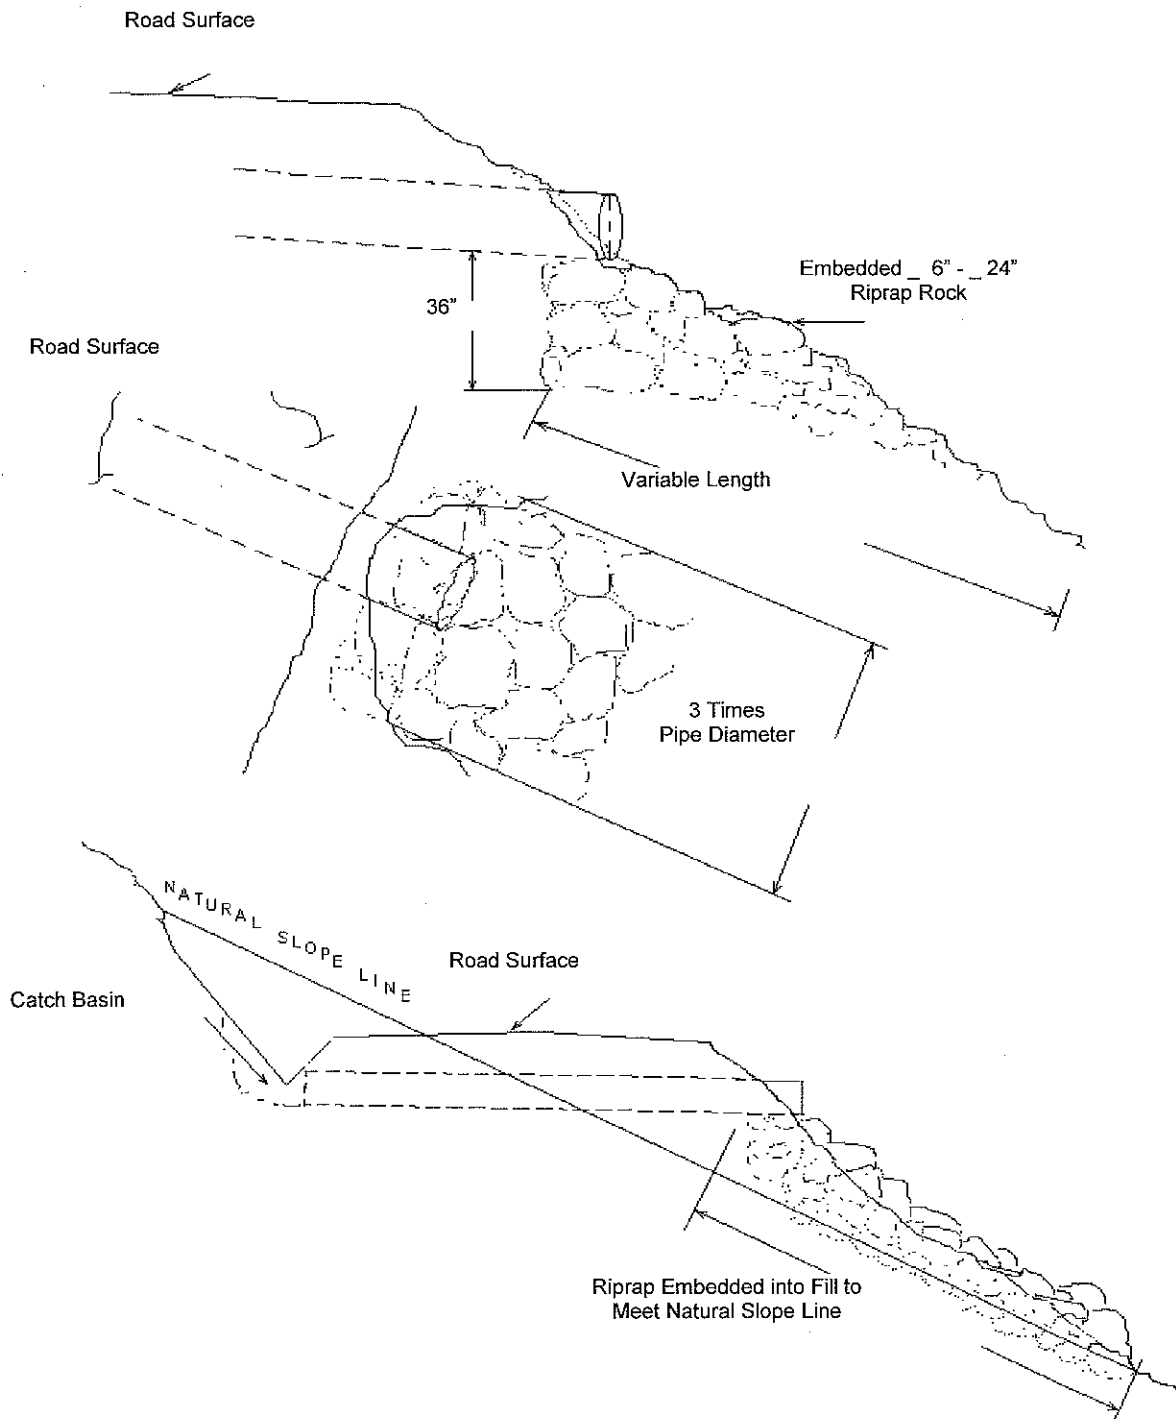 Road Surface
Embedded _ 6” - _ 24”
Riprap Rock
36”
Road Surface
Variable Length
3 Times
Pipe Diameter
NATURAL SLOPE LINE
Road Surface
Catch Basin
Riprap Embedded into Fill to
Meet Natural Slope Line